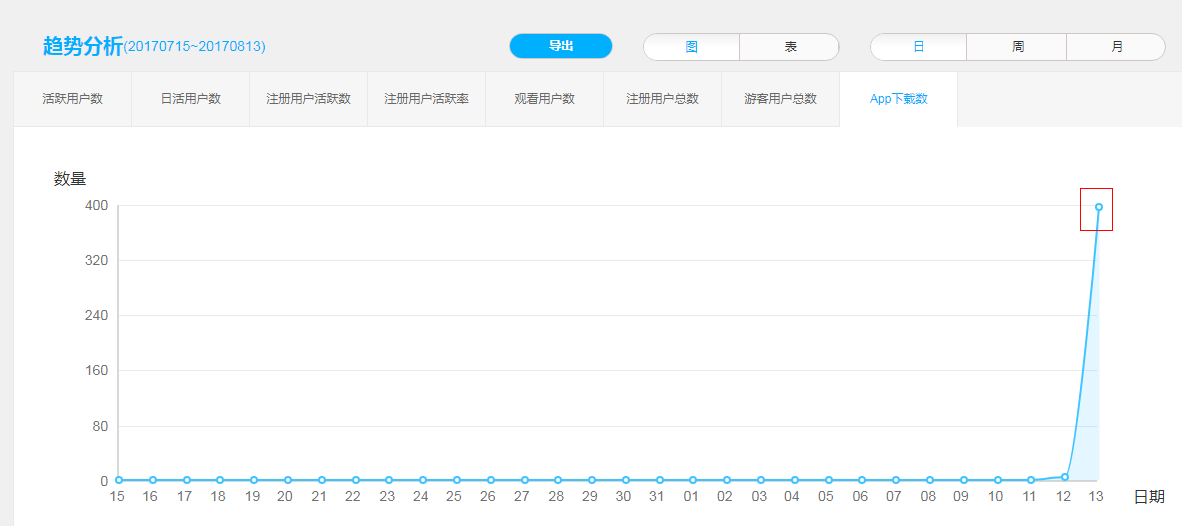 趋势分析(20170715~20170813) 导出 图 表 日 周 月
活跃用户数 日活用户数 注册用户活跃数 注册用户活跃率 观看用户数 注册用户总数 游客用户总数 App下载数
数量
400
320
240
160
80
0
15 16 17 18 19 20 21 22 23 24 25 26 27 28 29 30 31 01 02 03 04 05 06 07 08 09 10 11 12 13 日期